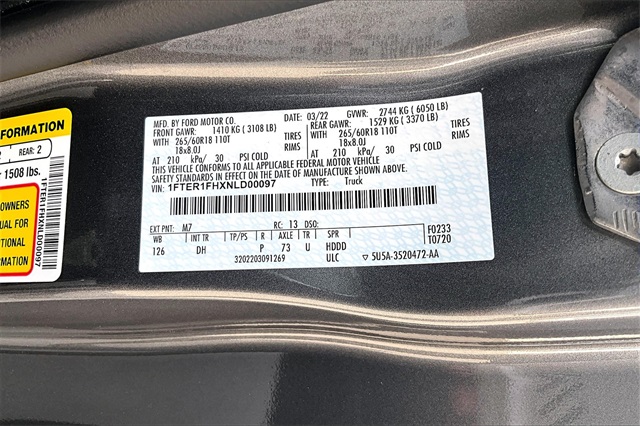 NFORMATION
REAR: 2
r 1508 lbs.
OWNERS
UAL FOR
TIONAL
RMATION
1FTER1FHXNLD00097
MFD. BY FORD MOTOR CO. 03/22 GVWR: 2744 KG (6050 LB)
FRONT GAWR: 1410 KG (3108 LB) REAR GAWR: 1529 KG (3370 LB)
WITH 265/60R18 110T TIRES WITH 265/60R18 110T TIRES
18x8.0J RIMS 18x8.0J RIMS
AT 210 kPa/ 30 PSI COLD AT 210 kPa/ 30 PSI COLD
THIS VEHICLE CONFORMS TO ALL APPLICABLE FEDERAL MOTOR VEHICLE
SAFETY STANDARDS IN EFFECT ON THE DATE OF MANUFACTURE SHOWN ABOVE.
VIN: 1FTER1FHXNLD00097 TYPE: Truck
EXT PNT: M7 RC: 13 DSO: F0233
WB INT TR TP/PS R AXLE TR SPR T0720
126 DH P 73 U HDDD
3202203091269 ULC 5U5A-3520472-AA